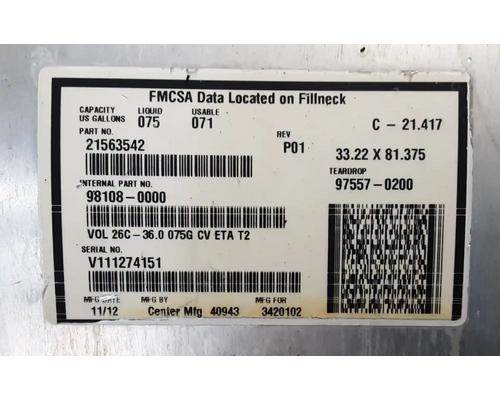 FMCSA Data Located on Fillneck
CAPACITY LIQUID USABLE
US GALLONS 075 071
C - 21.417
PART NO. REV
21563542 P01 33.22 X 81.375
TEARDROP
INTERNAL PART NO. 97557-0200
98108-0000
VOL 26C-36.0 075G CV ETA T2
SERIAL NO.
V111274151
MFG DATE MFG BY MFG FOR
11/12 Center Mfg 40943 3420102